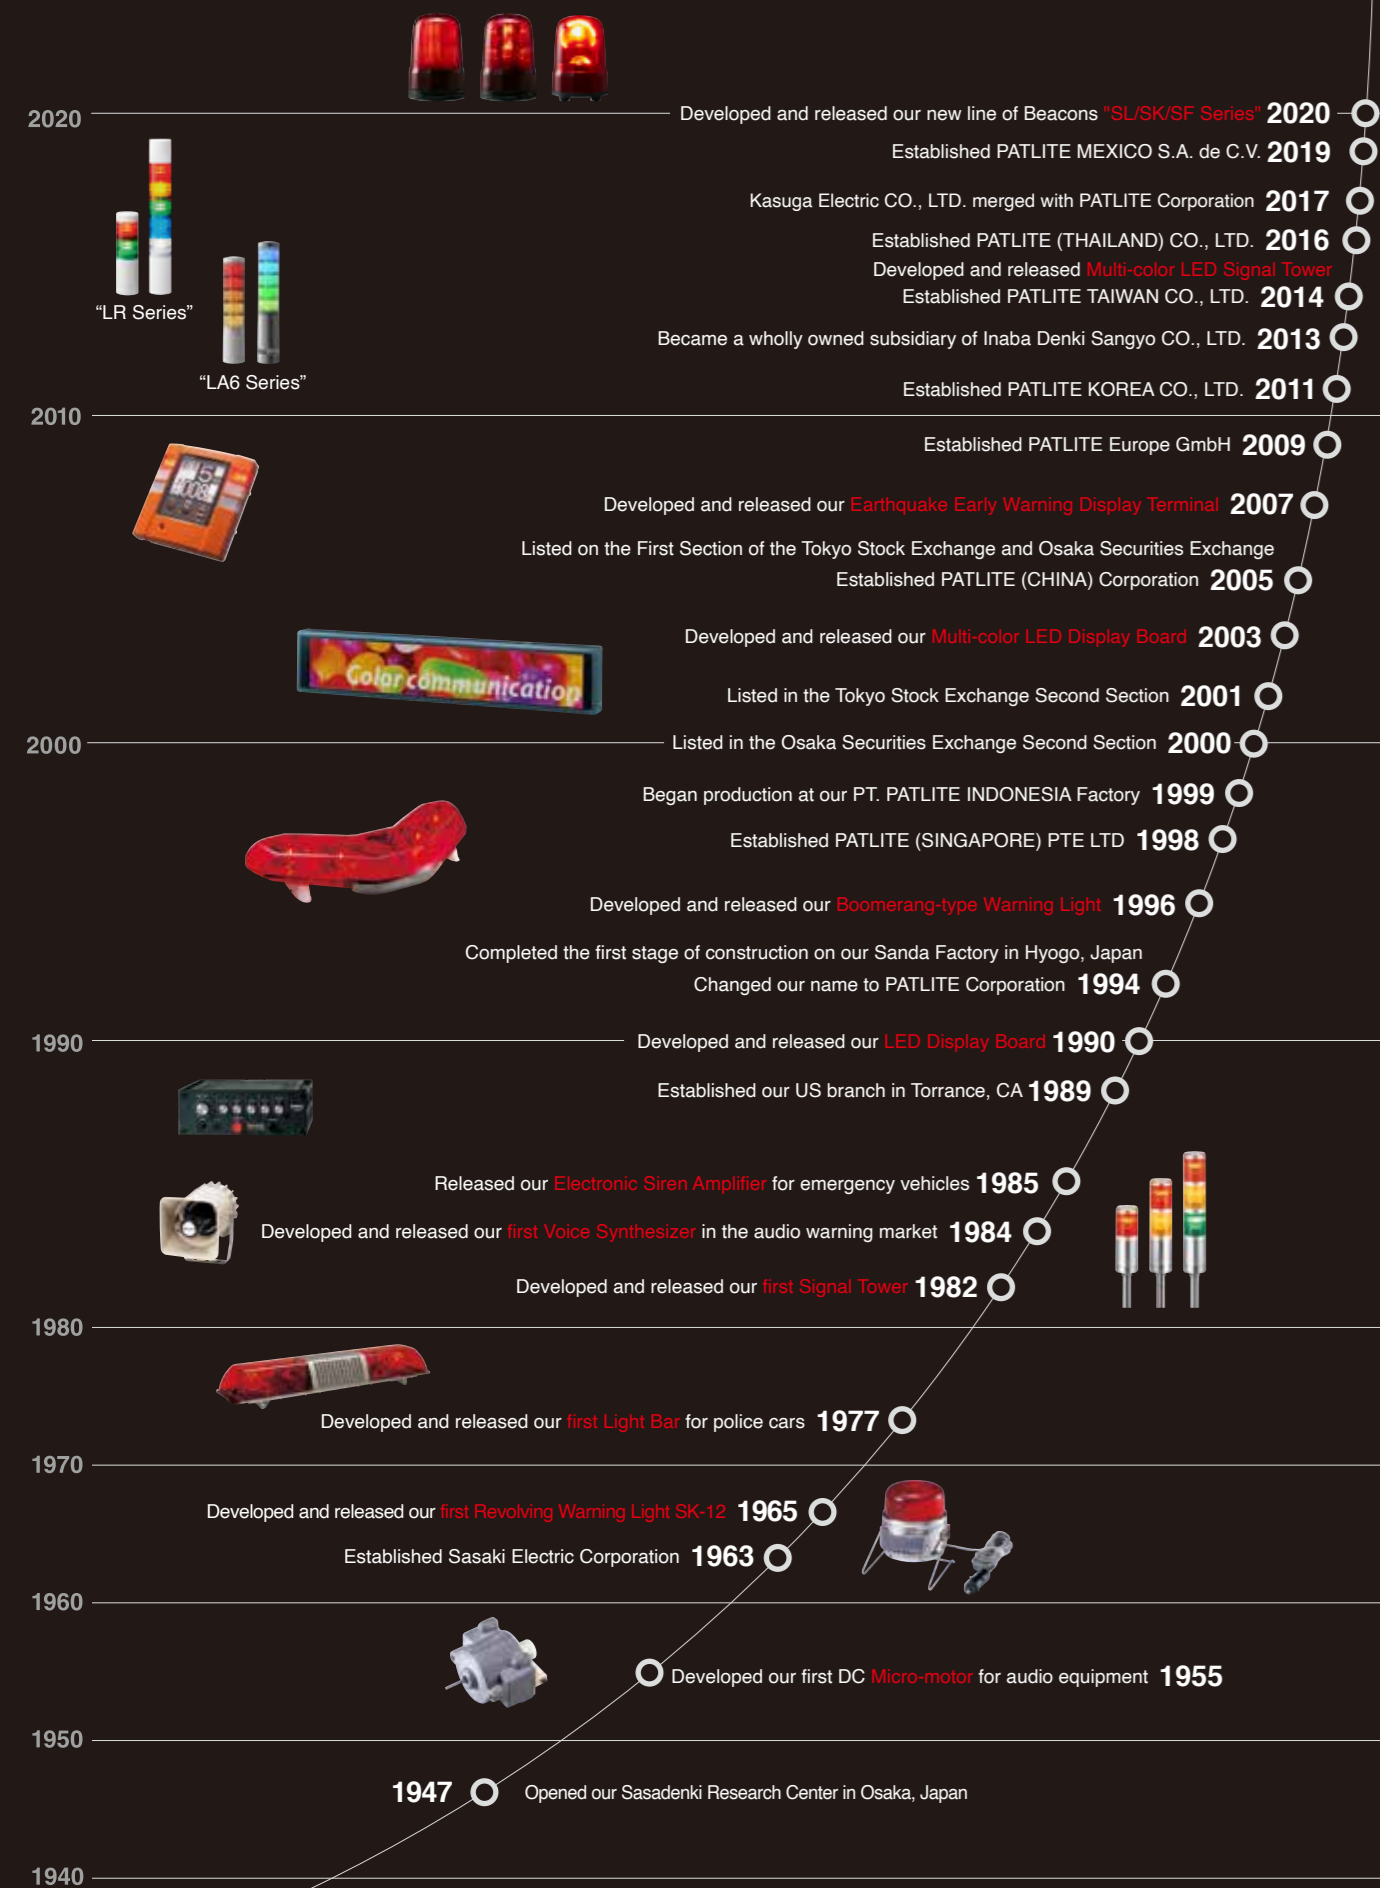 2020
Developed and released our new line of Beacons "SL/SK/SF Series" 2020
Established PATLITE MEXICO S.A. de C.V. 2019
Kasuga Electric CO., LTD. merged with PATLITE Corporation 2017
Established PATLITE (THAILAND) CO., LTD. 2016
Developed and released Multi-color LED Signal Tower
Established PATLITE TAIWAN CO., LTD. 2014
“LR Series”
Became a wholly owned subsidiary of Inaba Denki Sangyo CO., LTD. 2013
“LA6 Series”
Established PATLITE KOREA CO., LTD. 2011
2010
Established PATLITE Europe GmbH 2009
Developed and released our Earthquake Early Warning Display Terminal 2007
Listed on the First Section of the Tokyo Stock Exchange and Osaka Securities Exchange
Established PATLITE (CHINA) Corporation 2005
Developed and released our Multi-color LED Display Board 2003
Color communication
Listed in the Tokyo Stock Exchange Second Section 2001
2000
Listed in the Osaka Securities Exchange Second Section 2000
Began production at our PT. PATLITE INDONESIA Factory 1999
Established PATLITE (SINGAPORE) PTE LTD 1998
Developed and released our Boomerang-type Warning Light 1996
Completed the first stage of construction on our Sanda Factory in Hyogo, Japan
Changed our name to PATLITE Corporation 1994
1990
Developed and released our LED Display Board 1990
Established our US branch in Torrance, CA 1989
Released our Electronic Siren Amplifier for emergency vehicles 1985
Developed and released our first Voice Synthesizer in the audio warning market 1984
Developed and released our first Signal Tower 1982
1980
Developed and released our first Light Bar for police cars 1977
1970
Developed and released our first Revolving Warning Light SK-12 1965
Established Sasaki Electric Corporation 1963
1960
Developed our first DC Micro-motor for audio equipment 1955
1950
1947 Opened our Sasadenki Research Center in Osaka, Japan
1940